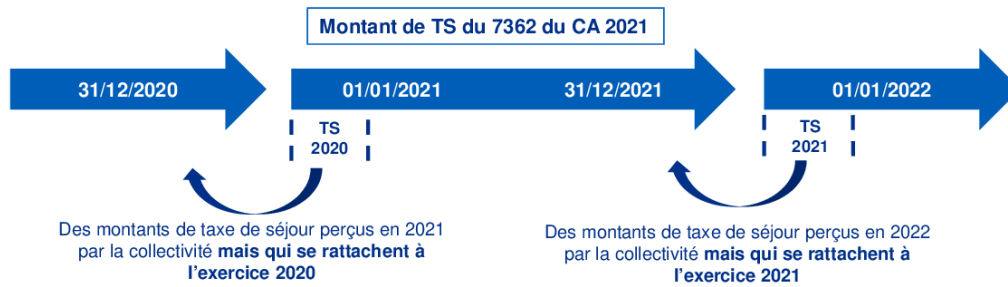 Montant de TS du 7362 du CA 2021
31/12/2020
01/01/2021
31/12/2021
01/01/2022
TS
2020
TS
2021
Des montants de taxe de séjour perçus en 2021
par la collectivité mais qui se rattachent à
l'exercice 2020
Des montants de taxe de séjour perçus en 2022
par la collectivité mais qui se rattachent à
l'exercice 2021